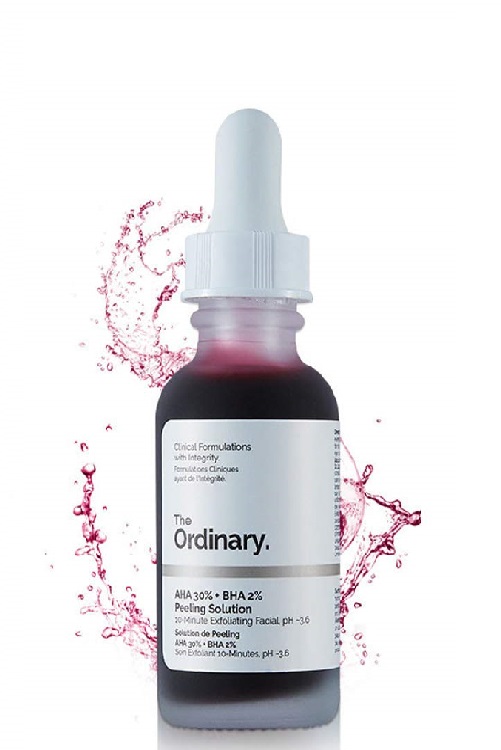 Clinical Formulations
with Integrity
Formulations Cliniques
ayant de l'intégrité.
The
Ordinary.
AHA 30% + BHA 2%
Peeling Solution
10-Minute Exfoliating Facial, pH ~3.6
Solution de Peeling
AHA 30% + BHA 2%
Soin Exfoliant 10-Minutes, pH ~3.6